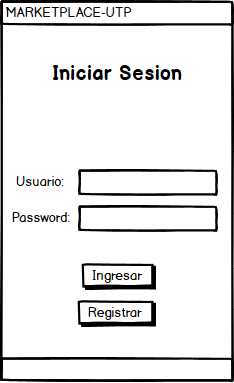 MARKETPLACE-UTP
Iniciar Sesion
Usuario:
Password:
Ingresar
Registrar